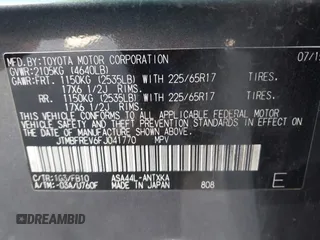 MFD. BY: TOYOTA MOTOR CORPORATION 07/15
GVWR: 2105KG (4640LB)
GAWR: FRT. 1150KG (2535LB) WITH 225/65R17 TIRES.
17X6 1/2J RIMS.
RR. 1150KG (2535LB) WITH 225/65R17 TIRES.
17X6 1/2J RIMS.
THIS VEHICLE CONFORMS TO ALL APPLICABLE FEDERAL MOTOR
VEHICLE SAFETY, BUMPER, AND THEFT PREVENTION STANDARDS IN
EFFECT ON THE DATE OF MANUFACTURE SHOWN ABOVE.
JTMBFREV6FJ041770 MPV
C/TR: 1G3/FB10 ASA44L-ANTXKA
A/TM: -03A/U760F MADE IN JAPAN 808 E